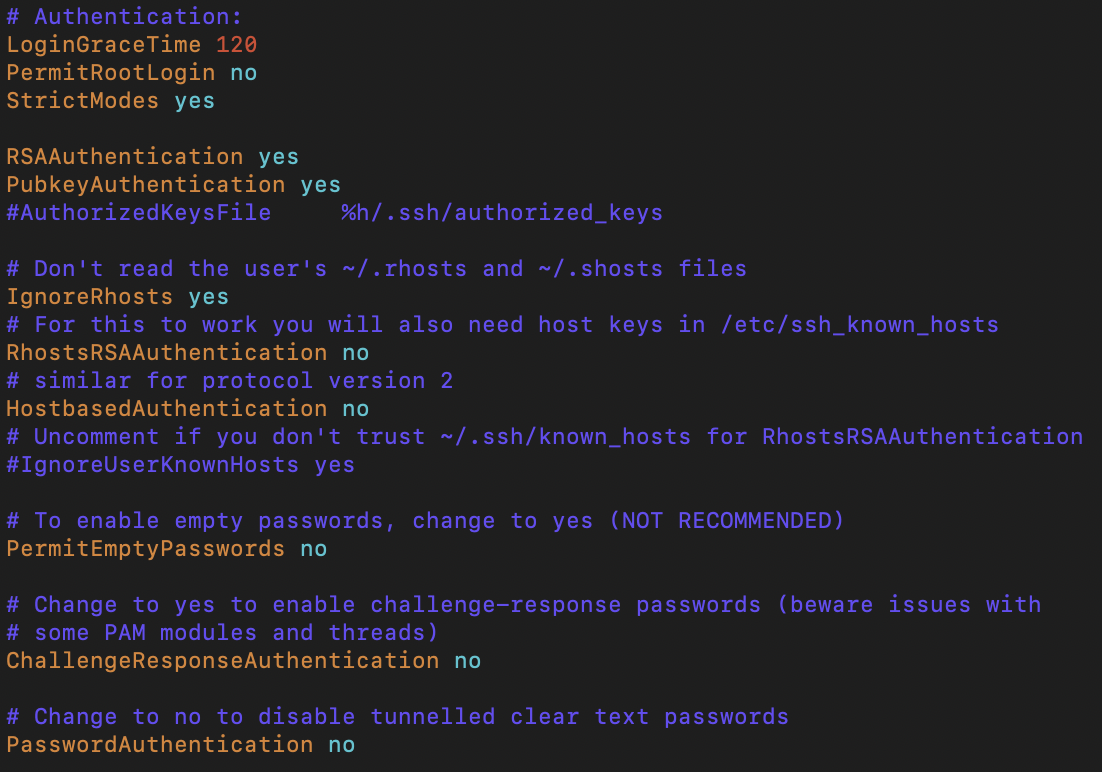 # Authentication:
LoginGraceTime 120
PermitRootLogin no
StrictModes yes

RSAAuthentication yes
PubkeyAuthentication yes
#AuthorizedKeysFile     %h/.ssh/authorized_keys

# Don't read the user's ~/.rhosts and ~/.shosts files
IgnoreRhosts yes
# For this to work you will also need host keys in /etc/ssh_known_hosts
RhostsRSAAuthentication no
# similar for protocol version 2
HostbasedAuthentication no
# Uncomment if you don't trust ~/.ssh/known_hosts for RhostsRSAAuthentication
#IgnoreUserKnownHosts yes

# To enable empty passwords, change to yes (NOT RECOMMENDED)
PermitEmptyPasswords no

# Change to yes to enable challenge-response passwords (beware issues with
# some PAM modules and threads)
ChallengeResponseAuthentication no

# Change to no to disable tunnelled clear text passwords
PasswordAuthentication no